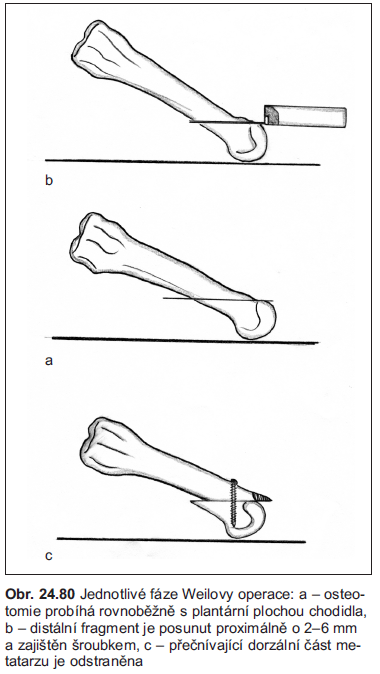 b
a
c
Obr. 24.80 Jednotlivé fáze Weilovy operace: a – osteo-
tomie probíhá rovnoběžně s plantární plochou chodidla,
b – distální fragment je posunut proximálně o 2–6 mm
a zajištěn šroubkem, c – přečnívající dorzální část me-
tatarzu je odstraněna